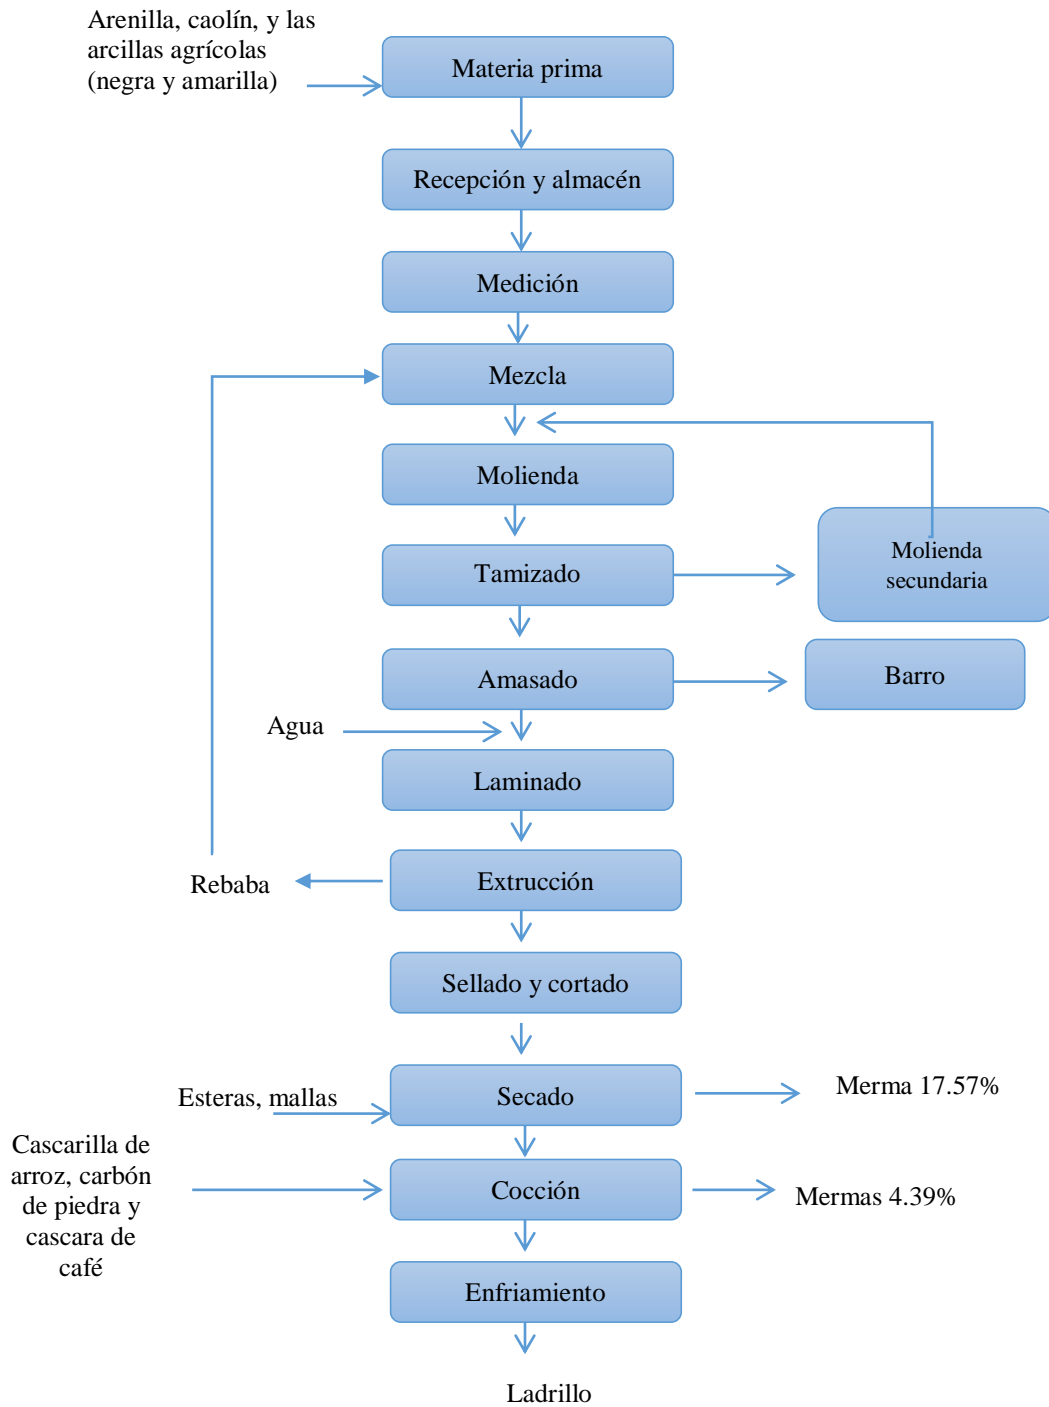 Arenilla, caolín, y las
arcillas agrícolas
(negra y amarilla)
Materia prima
Recepción y almacén
Medición
Mezcla
Molienda
Tamizado
Molienda
secundaria
Amasado
Barro
Agua
Laminado
Extrucción
Rebaba
Sellado y cortado
Esteras, mallas
Secado
Merma 17.57%
Cascarilla de
arroz, carbón
de piedra y
cascara de
café
Cocción
Mermas 4.39%
Enfriamiento
Ladrillo